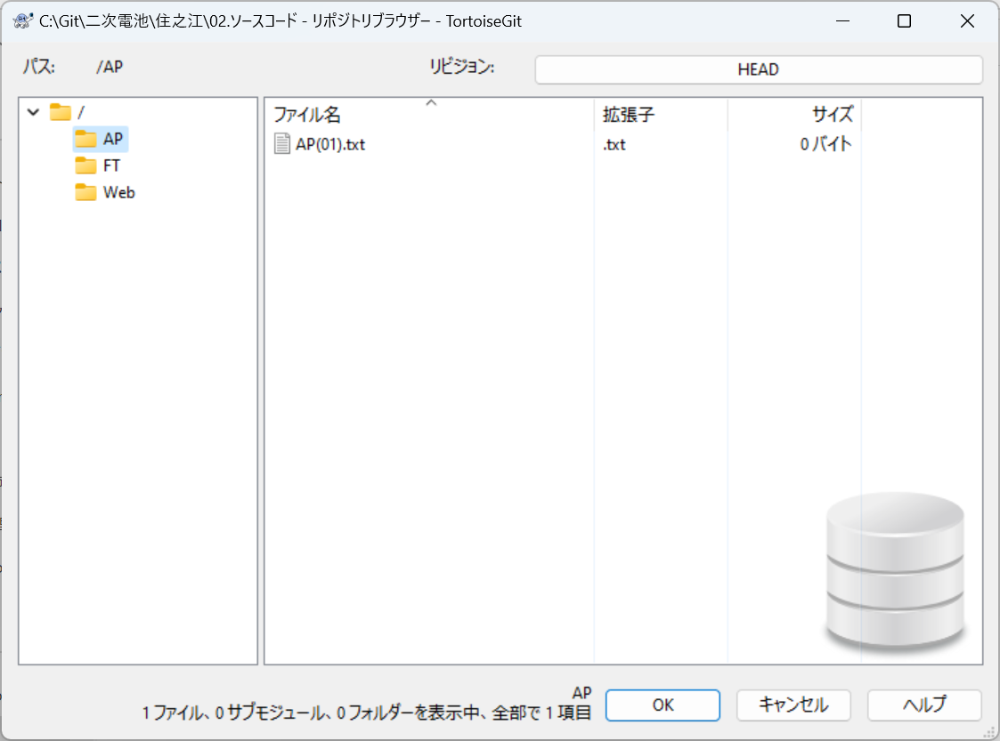 C:\Git\二次電池\住之江\02.ソースコード - リポジトリブラウザー - TortoiseGit
パス: /AP リビジョン: HEAD
/
AP
FT
Web
ファイル名 拡張子 サイズ
AP(01).txt .txt 0 バイト
AP
1 ファイル、0 サブモジュール、0 フォルダーを表示中、全部で 1 項目
OK キャンセル ヘルプ